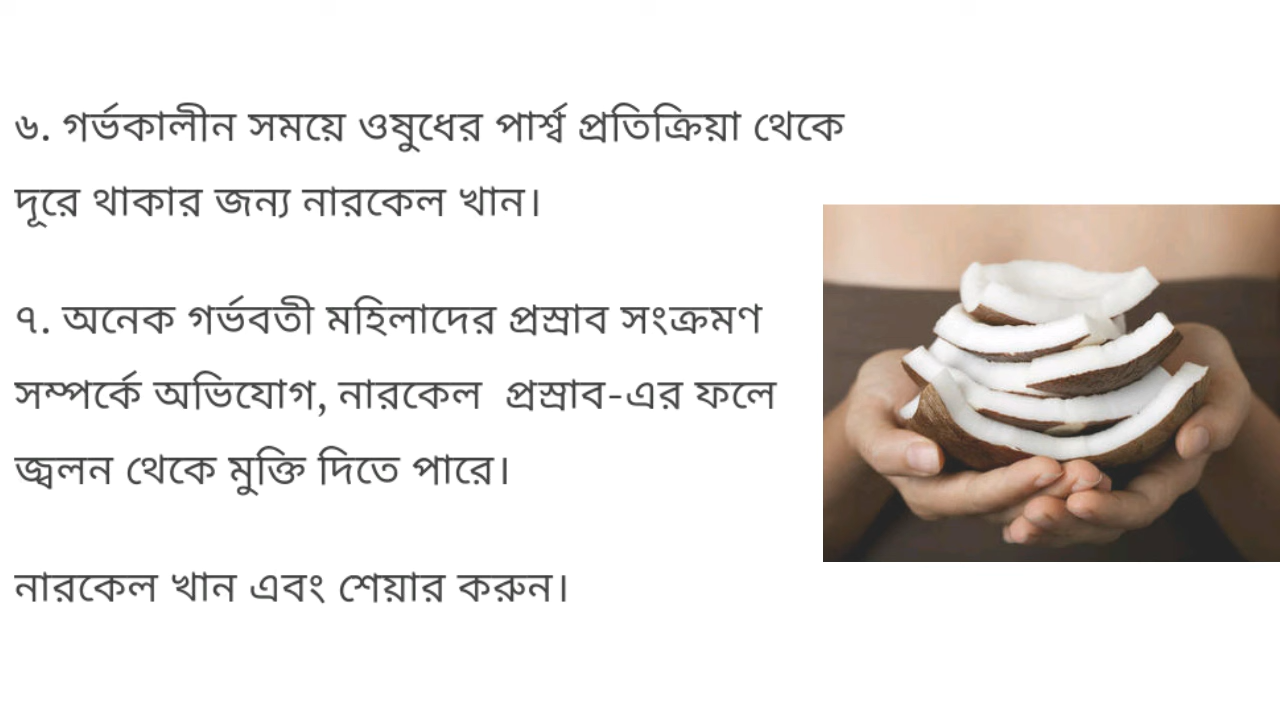 ৬. গর্ভকালীন সময়ে ওষুধের পার্শ্ব প্রতিক্রিয়া থেকে
দূরে থাকার জন্য নারকেল খান।
৭. অনেক গর্ভবতী মহিলাদের প্রস্রাব সংক্রমণ
সম্পর্কে অভিযোগ, নারকেল প্রস্রাব-এর ফলে
জ্বলন থেকে মুক্তি দিতে পারে।
নারকেল খান এবং শেয়ার করুন।